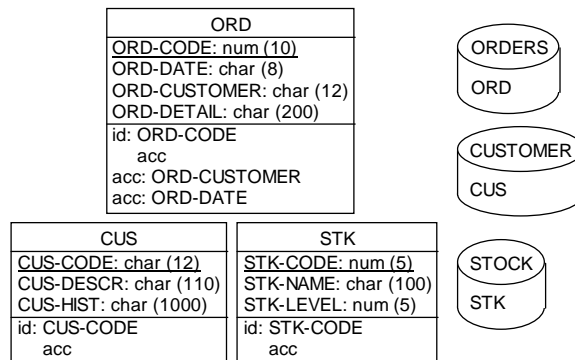 ORD
ORD-CODE: num (10)
ORD-DATE: char (8)
ORD-CUSTOMER: char (12)
ORD-DETAIL: char (200)
id: ORD-CODE
acc
acc: ORD-CUSTOMER
acc: ORD-DATE
ORDERS
ORD
CUSTOMER
CUS
CUS
CUS-CODE: char (12)
CUS-DESCR: char (110)
CUS-HIST: char (1000)
id: CUS-CODE
acc
STK
STK-CODE: num (5)
STK-NAME: char (100)
STK-LEVEL: num (5)
id: STK-CODE
acc
STOCK
STK